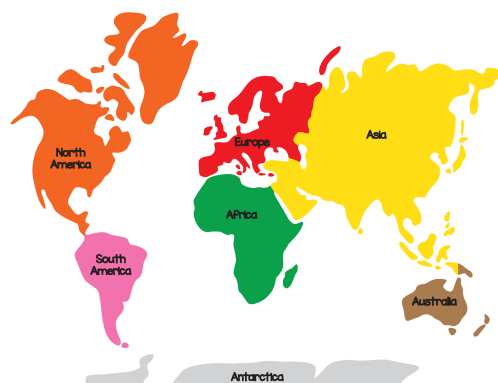 North
America
Europe
Asia
Africa
South
America
Australia
Antarctica